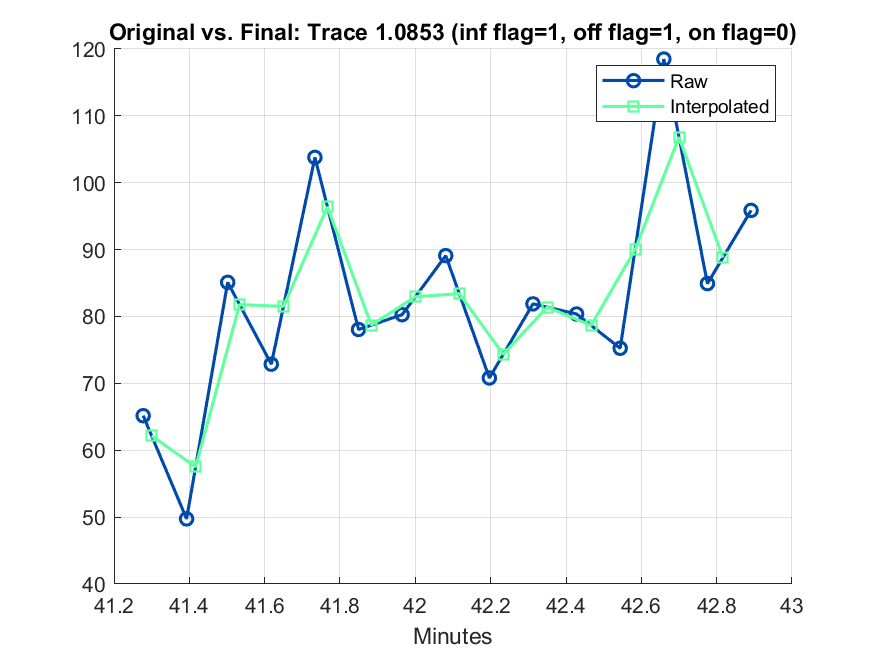 Original vs. Final: Trace 1.0853 (inf flag=1, off flag=1, on flag=0)
120
110
100
90
80
70
60
50
40
Raw
Interpolated
41.2 41.4 41.6 41.8 42 42.2 42.4 42.6 42.8 43
Minutes